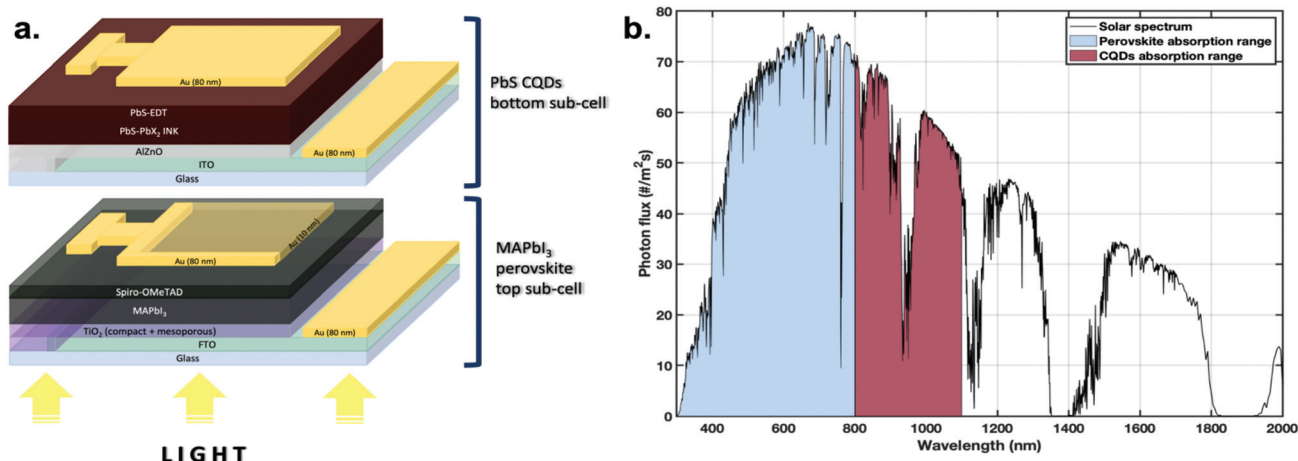 a.
Au (80 nm)
PbS-EDT
PbS-PbX₂ INK
AlZnO
ITO
Glass
Au (80 nm)
PbS CQDs
bottom sub-cell
Au (10 nm)
Au (80 nm)
Spiro-OMeTAD
MAPbI₃
TiO₂ (compact + mesoporous)
FTO
Glass
Au (80 nm)
MAPbI₃
perovskite
top sub-cell
LIGHT
b.
Solar spectrum
Perovskite absorption range
CQDs absorption range
Photon flux (#/m²s)
80
70
60
50
40
30
20
10
0
400 600 800 1000 1200 1400 1600 1800 2000
Wavelength (nm)